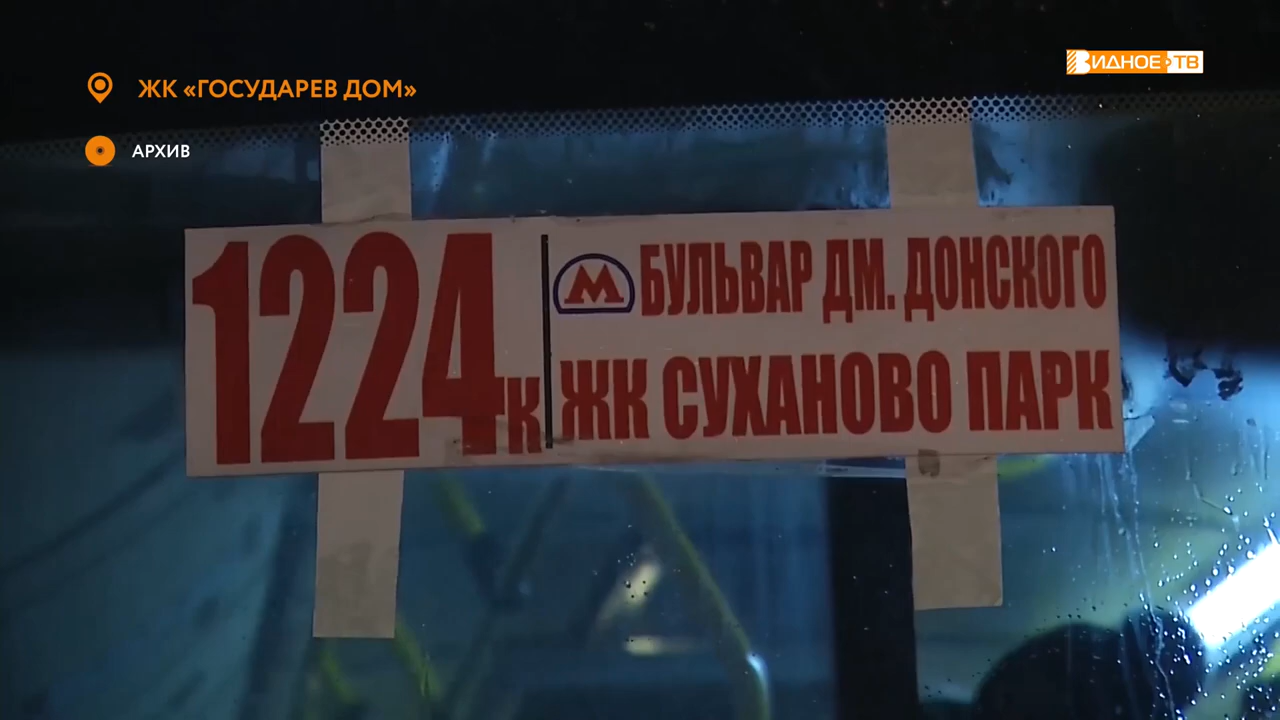 ЖК «ГОСУДАРЕВ ДОМ»
ВИДНОЕ ТВ
АРХИВ
1224к
М БУЛЬВАР ДМ. ДОНСКОГО
ЖК СУХАНОВО ПАРК